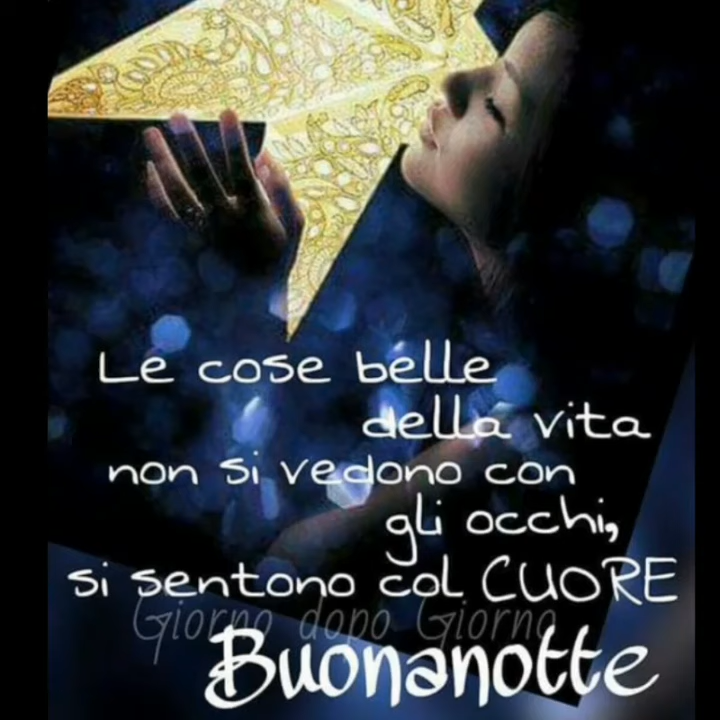 Le cose belle
della vita
non si vedono con
gli occhi,
si sentono col CUORE
Giorno dopo Giorno
Buonanotte